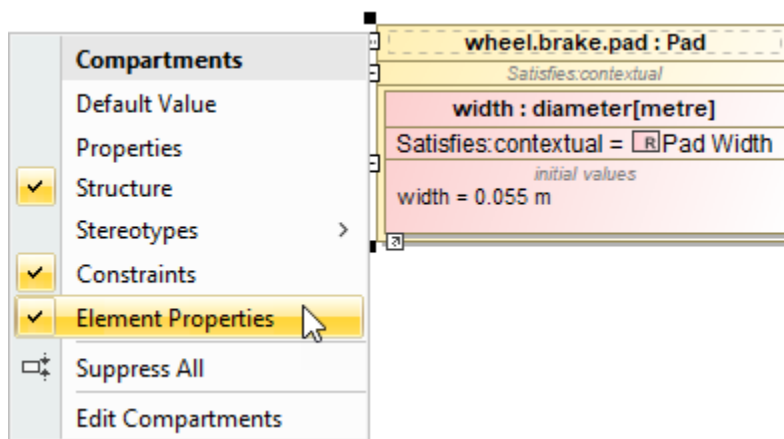 Compartments
Default Value
Properties
Structure
Stereotypes
Constraints
Element Properties
Suppress All
Edit Compartments
wheel.brake.pad : Pad
Satisfies:contextual
width : diameter[metre]
Satisfies:contextual = R Pad Width
initial values
width = 0.055 m